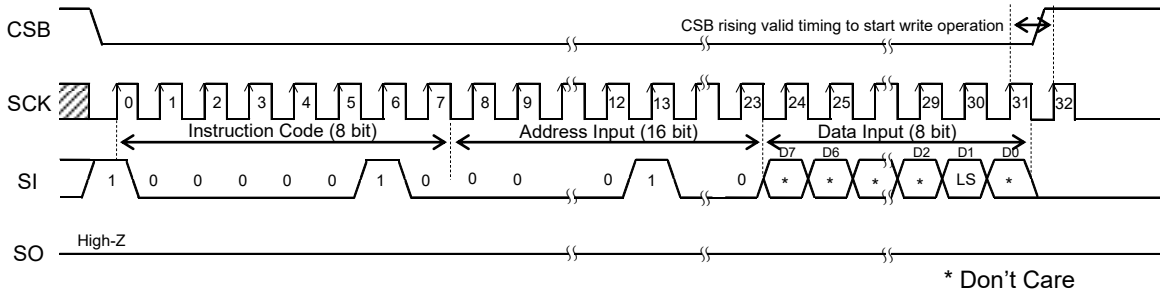 CSB
CSB rising valid timing to start write operation
SCK
0 1 2 3 4 5 6 7 8 9 12 13 23 24 25 29 30 31 32
Instruction Code (8 bit) Address Input (16 bit) Data Input (8 bit)
D7 D6 D2 D1 D0
SI
1 0 0 0 0 0 1 0 0 0 0 1 0 * * * * LS *
High-Z
SO
* Don't Care